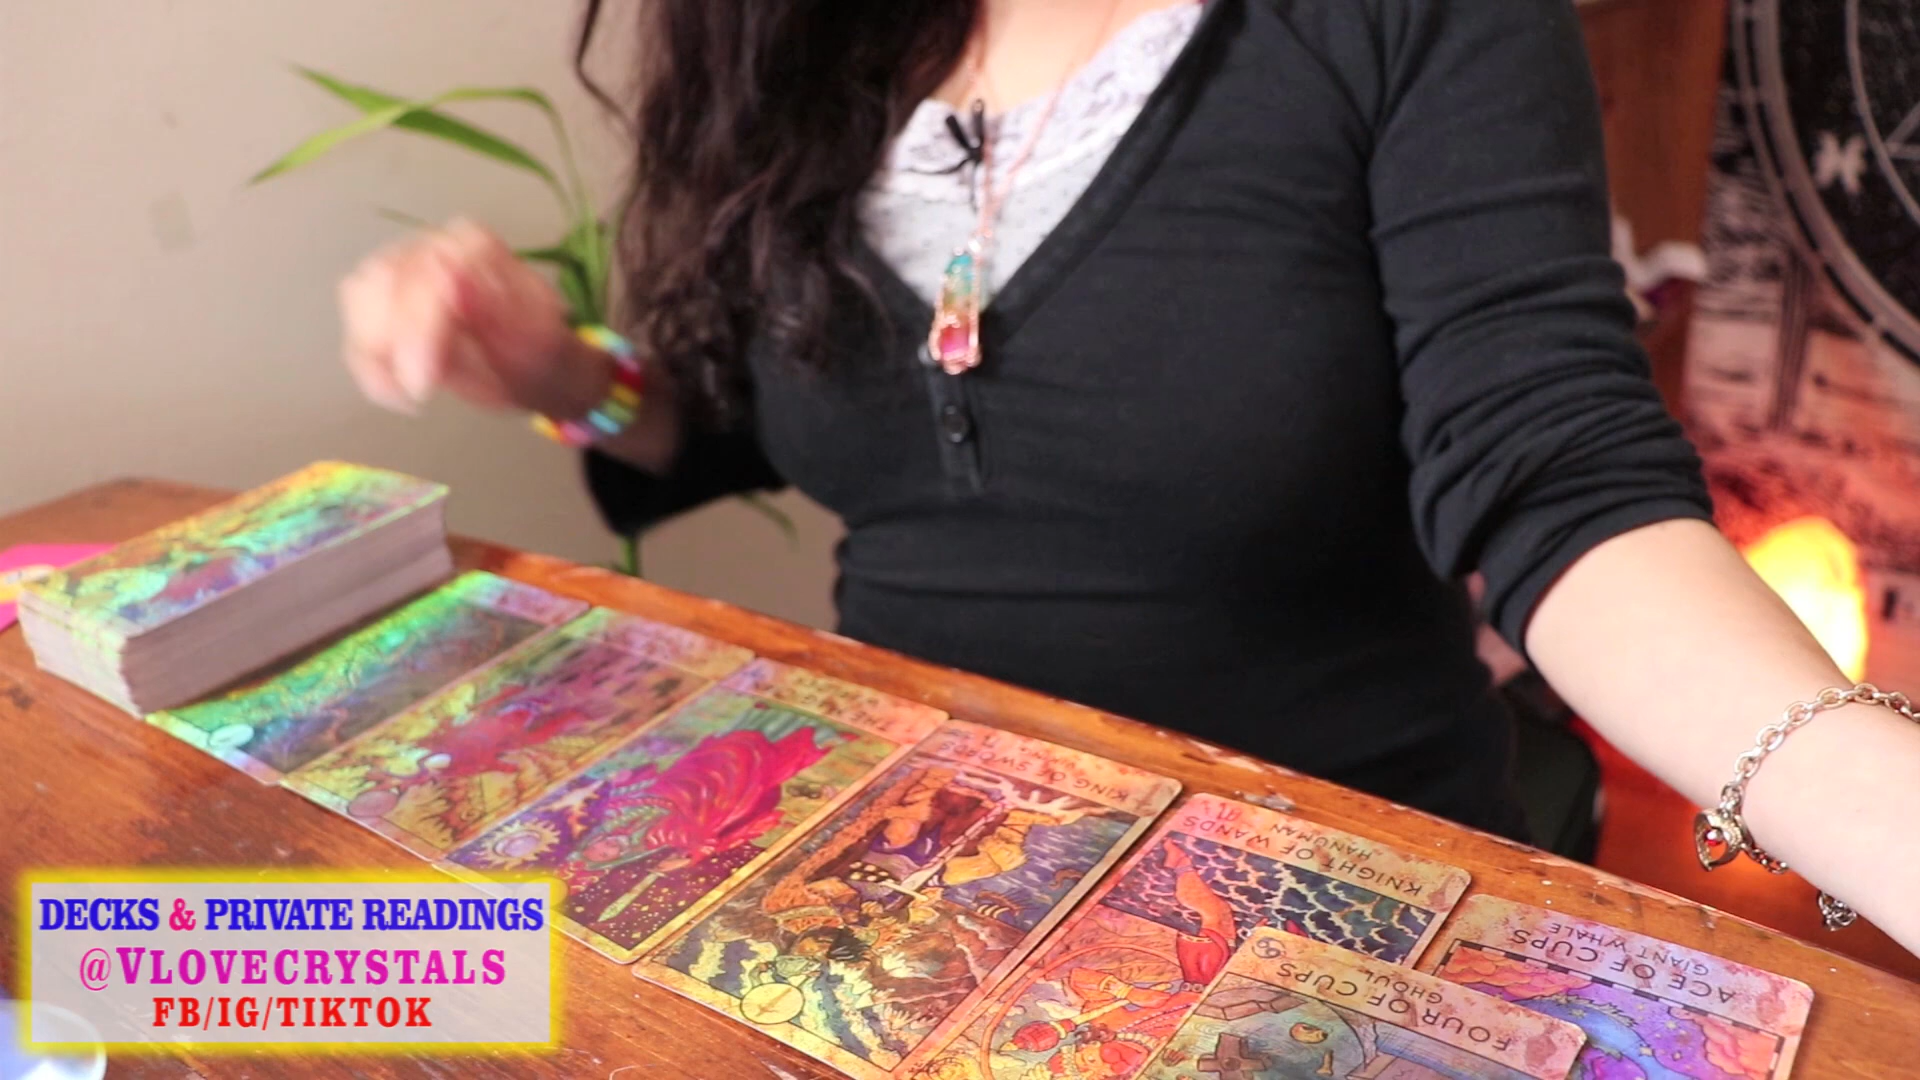 DECKS & PRIVATE READINGS
@VLOVECRYSTALS
FB/IG/TIKTOK
KING OF SWORDS
KNIGHT OF WANDS
HANUMAN
FOUR OF CUPS
GHOUL
ACE OF CUPS
GIANT WHALE